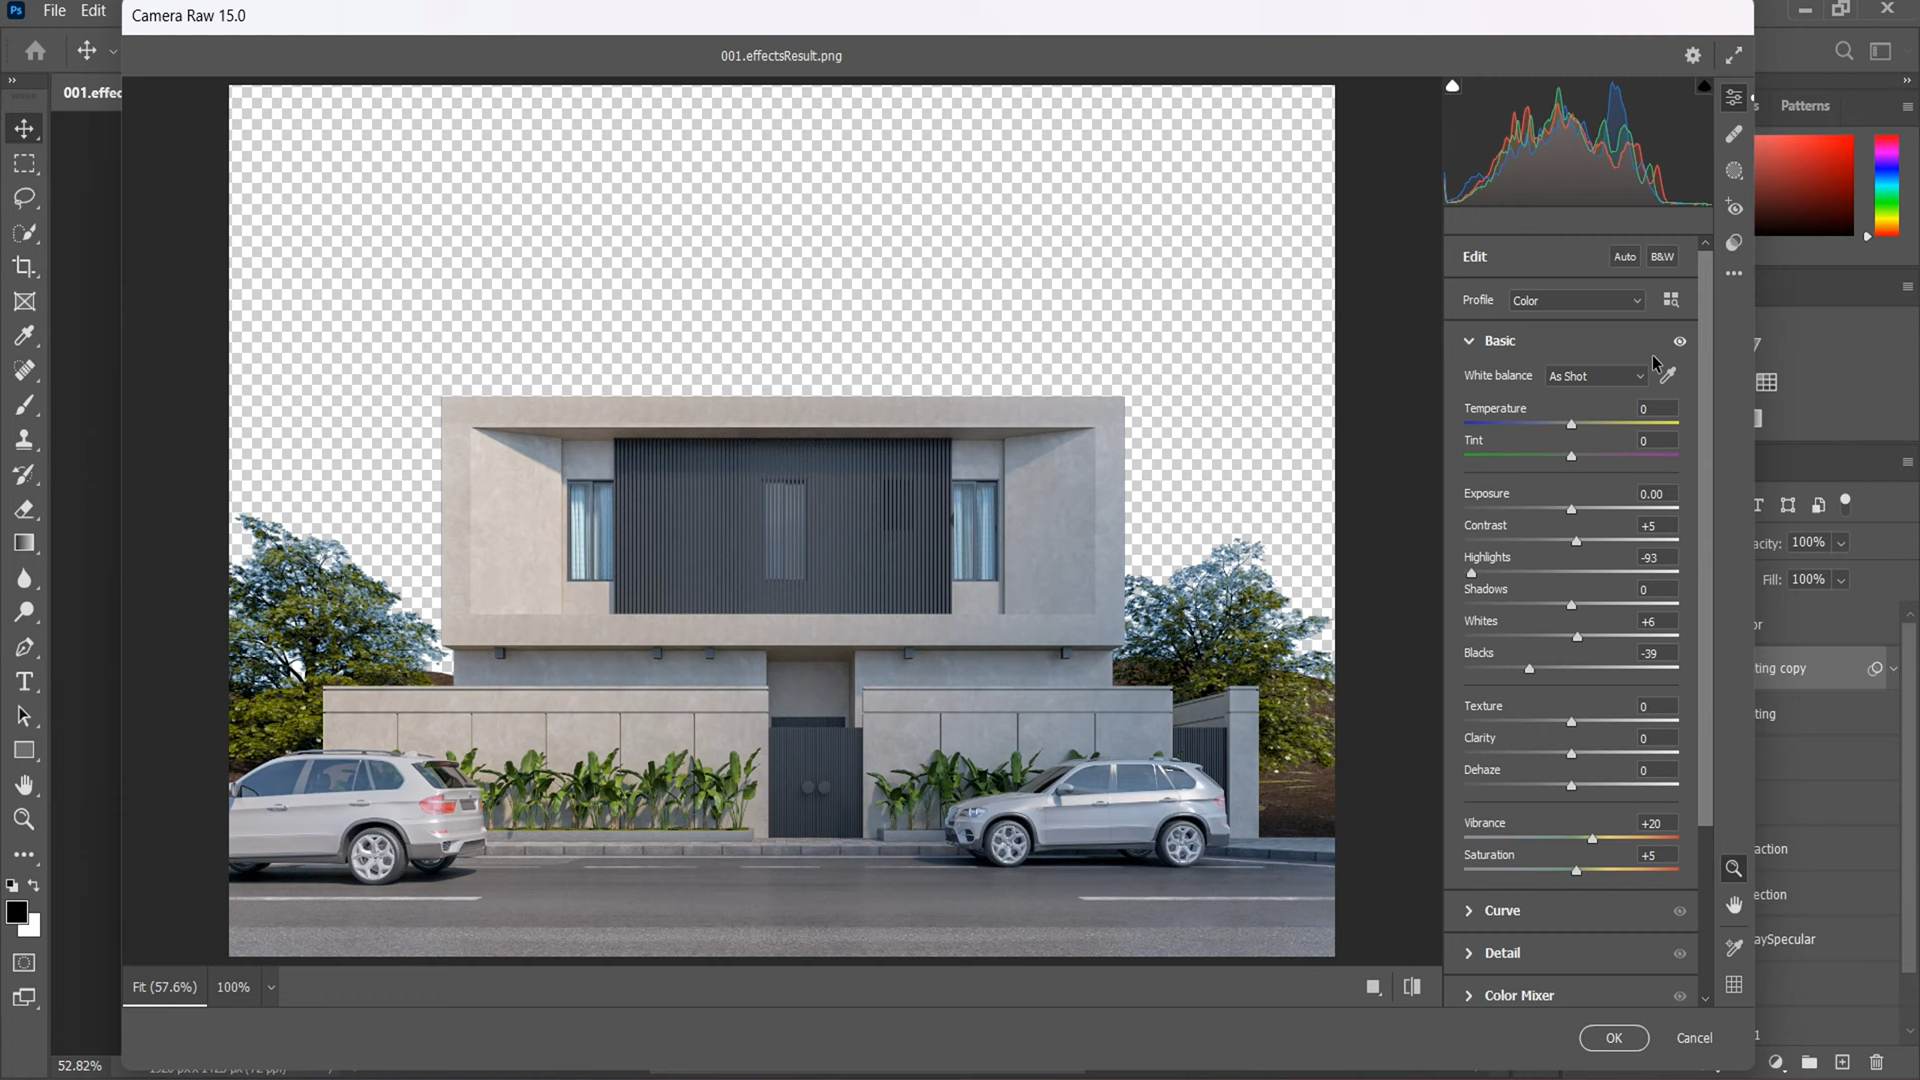 Ps File Edit
Camera Raw 15.0
001.effectsResult.png
001.effec
Patterns
Edit Auto B&W
Profile Color
Basic
White balance As Shot
Temperature 0
Tint 0
Exposure 0.00
Contrast +5
Highlights -93
Shadows 0
Whites +6
Blacks -39
Texture 0
Clarity 0
Dehaze 0
Vibrance +20
Saturation +5
Curve
Detail
Color Mixer
acity: 100%
Fill: 100%
or
ting copy
ting
action
ection
aySpecular
Fit (57.6%) 100%
OK Cancel
52.82%